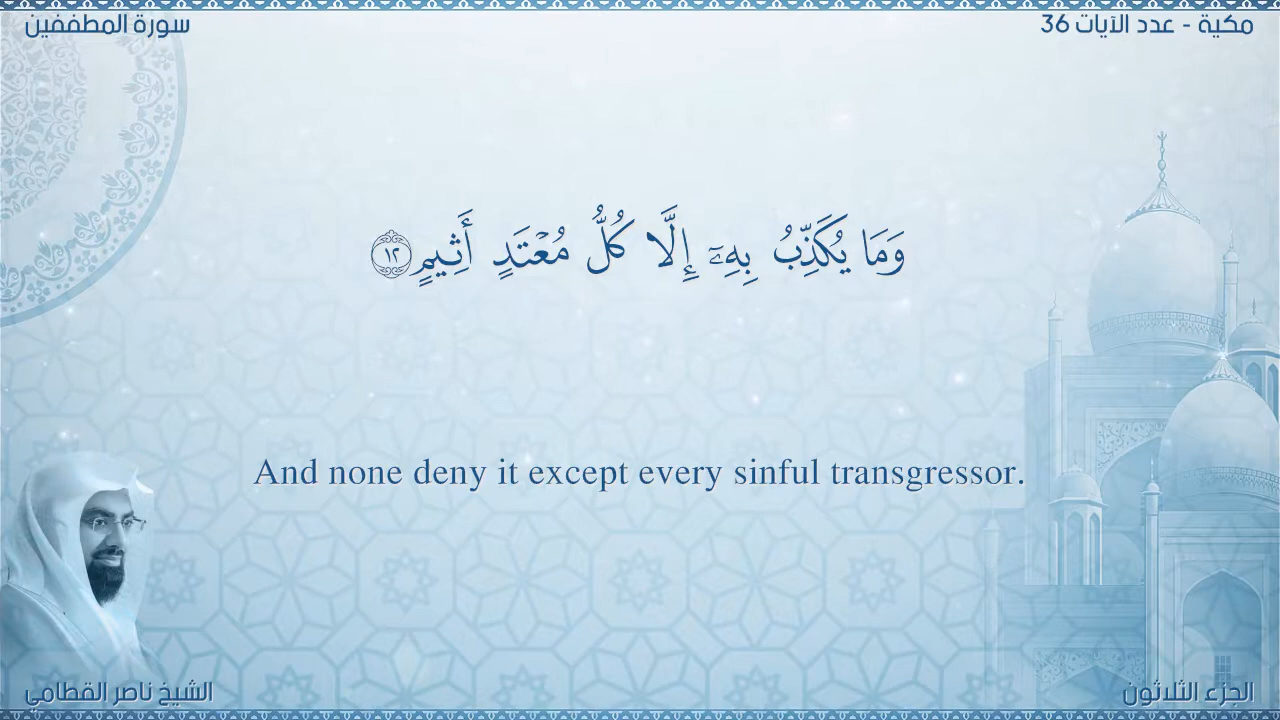 مكية - عدد الآيات 36
سورة المطففين
وَمَا يُكَذِّبُ بِهِۦٓ إِلَّا كُلُّ مُعْتَدٍ أَثِيمٍ ١٢
And none deny it except every sinful transgressor.
الجزء الثلاثون
الشيخ ناصر القطامي